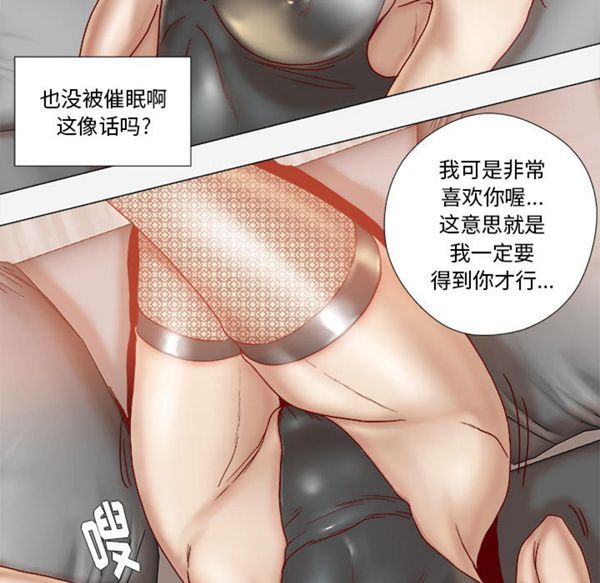 也没被催眠啊
这像话吗?
我可是非常
喜欢你喔...
这意思就是
我一定要
得到你才行...
嗖